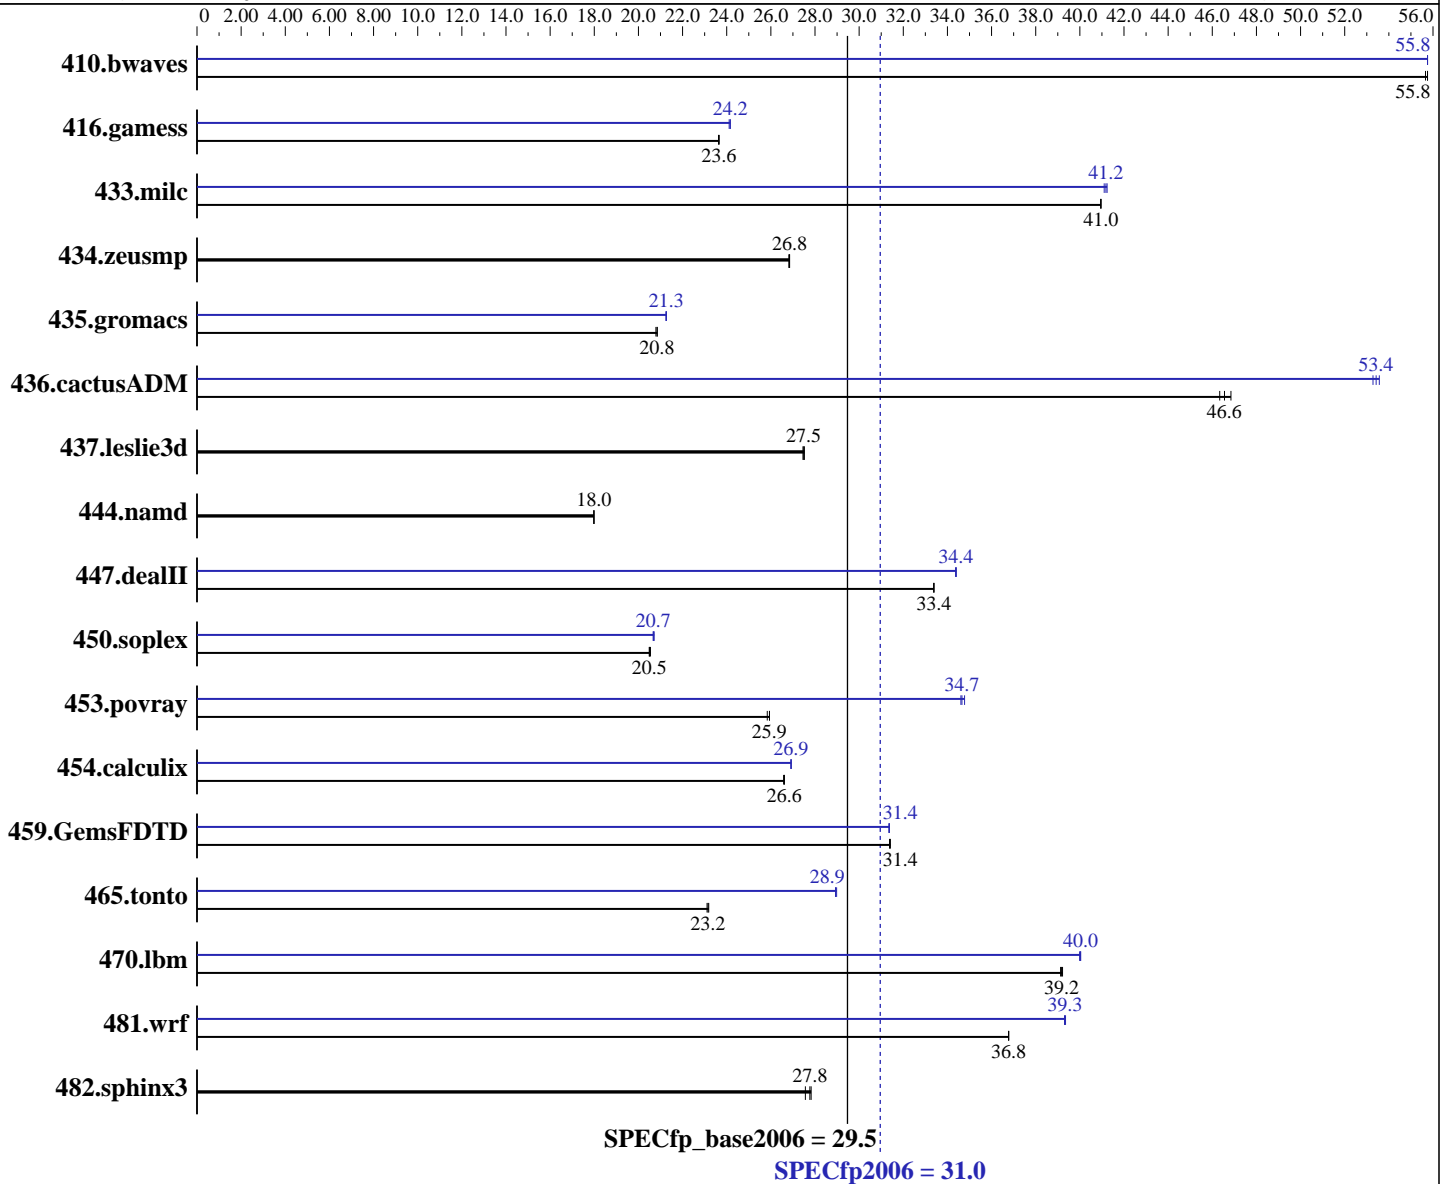 0 2.00 4.00 6.00 8.00 10.0 12.0 14.0 16.0 18.0 20.0 22.0 24.0 26.0 28.0 30.0 32.0 34.0 36.0 38.0 40.0 42.0 44.0 46.0 48.0 50.0 52.0 56.0
55.8
410.bwaves
55.8
24.2
416.gamess
23.6
41.2
433.milc
41.0
26.8
434.zeusmp
21.3
435.gromacs
20.8
53.4
436.cactusADM
46.6
27.5
437.leslie3d
18.0
444.namd
34.4
447.dealII
33.4
20.7
450.soplex
20.5
34.7
453.povray
25.9
26.9
454.calculix
26.6
31.4
459.GemsFDTD
31.4
28.9
465.tonto
23.2
40.0
470.lbm
39.2
39.3
481.wrf
36.8
27.8
482.sphinx3
SPECfp_base2006 = 29.5
SPECfp2006 = 31.0